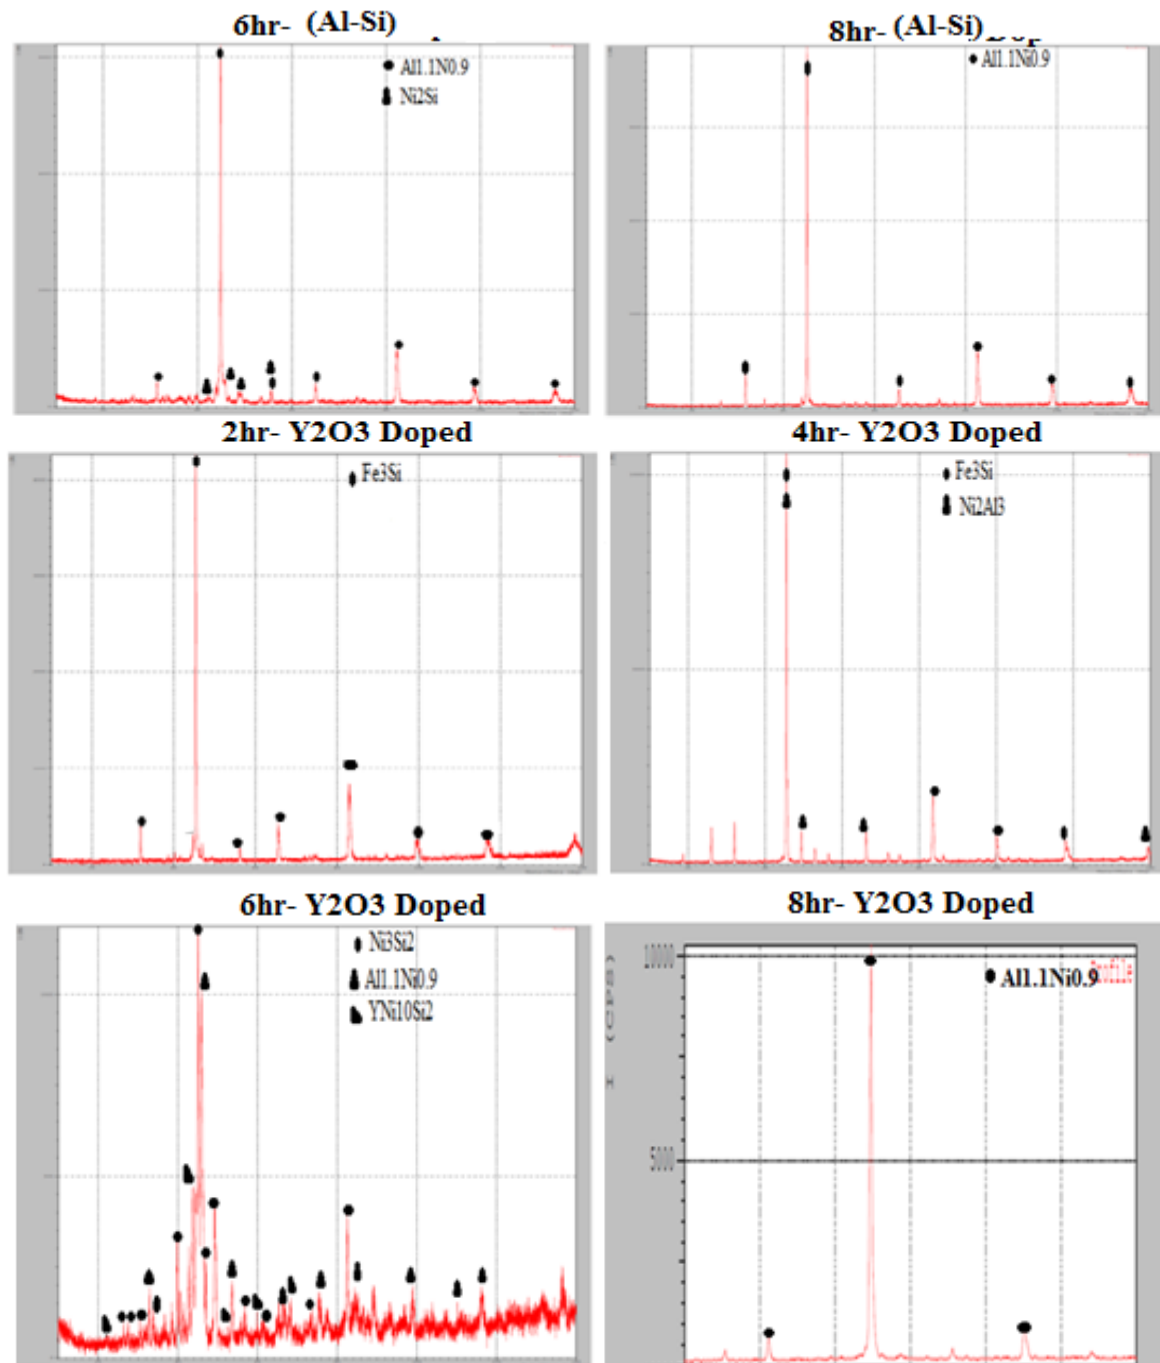 6hr- (Al-Si)
8hr- (Al-Si)
Al1.1N0.9
Ni2Si
Al1.1Ni0.9
2hr- Y2O3 Doped
4hr- Y2O3 Doped
Fe3Si
Fe3Si
Ni2Al3
6hr- Y2O3 Doped
8hr- Y2O3 Doped
Ni3Si2
Al1.1Ni0.9
YNi10Si2
10000
Al1.1Ni0.9
5000
I (CPS)